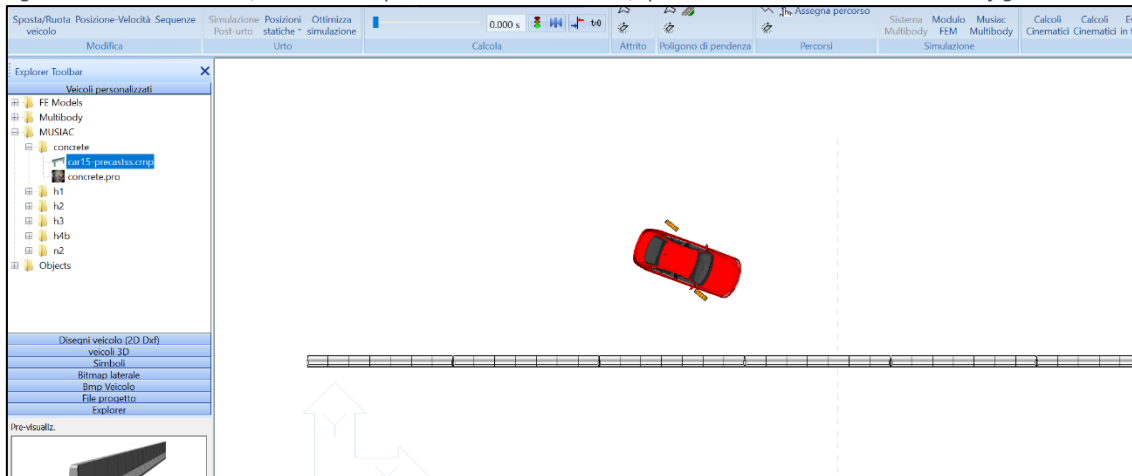 Sposta/Ruota Posizione-Velocità Sequenze
veicolo
Modifica
Simulazione Posizioni Ottimizza
Post-urto statiche simulazione
Urto
0.000 s
Calcola
Attrito
Poligono di pendenza
Assegna percorso
Percorsi
Sistema Modulo Musiac
Multibody FEM Multibody
Simulazione
Calcoli Calcoli
Cinematici Cinematici in
Explorer Toolbar
Veicoli personalizzati
FE Models
Multibody
MUSIAC
concrete
car15-precastss.cmp
concrete.pro
h1
h2
h3
h4b
n2
Objects
Disegni veicolo (2D Dxf)
veicoli 3D
Simboli
Bitmap laterale
Bmp Veicolo
File progetto
Explorer
Pre-visualiz.